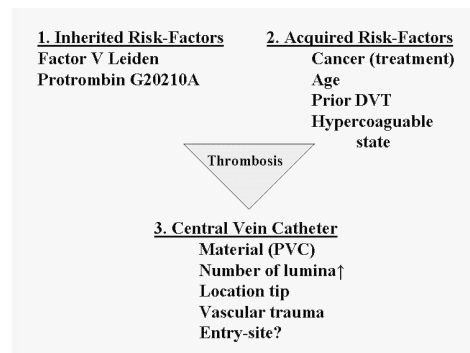 1. Inherited Risk-Factors
Factor V Leiden
Protrombin G20210A
2. Acquired Risk-Factors
Cancer (treatment)
Age
Prior DVT
Hypercoaguable
state
Thrombosis
3. Central Vein Catheter
Material (PVC)
Number of lumina↑
Location tip
Vascular trauma
Entry-site?